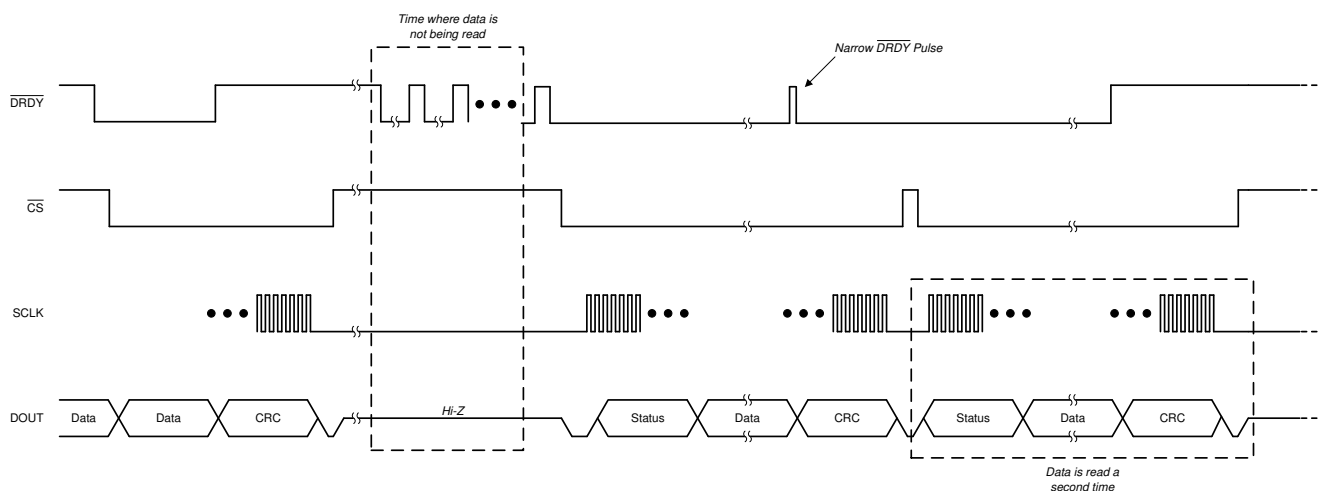 Time where data is
not being read
Narrow DRDY Pulse
DRDY
CS
SCLK
DOUT
Data
Data
CRC
Hi-Z
Status
Data
CRC
Status
Data
CRC
Data is read a
second time